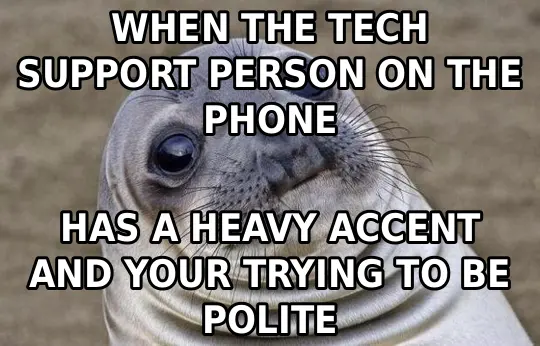 WHEN THE TECH
SUPPORT PERSON ON THE
PHONE
HAS A HEAVY ACCENT
AND YOUR TRYING TO BE
POLITE